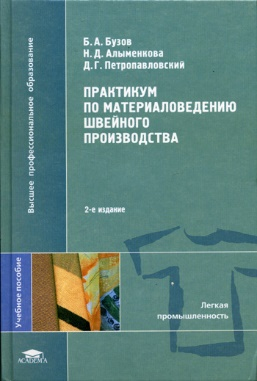 Б. А. Бузов
Н. Д. Алыменкова
Д. Г. Петропавловский
ПРАКТИКУМ
ПО МАТЕРИАЛОВЕДЕНИЮ
ШВЕЙНОГО
ПРОИЗВОДСТВА
2-е издание
Высшее профессиональное образование
Учебное пособие
Легкая
промышленность
ACADEMA